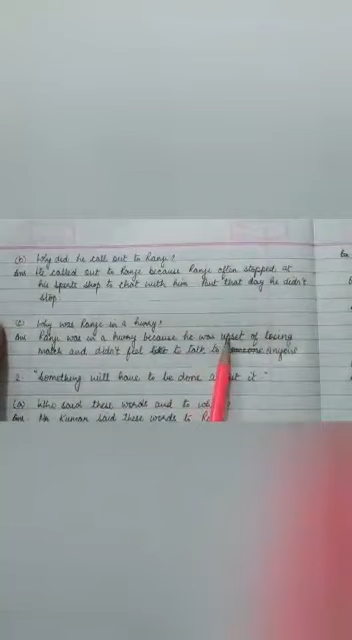 (b) Why did he call out to Ranji?
Ans He called out to Ranji because Ranji often stopped at
his sports shop to chat with him But that day he didn't
stop.
(c) Why was Ranji in a hurry?
Ans Ranji was in a hurry because he was upset of losing
match and didn't feel like to talk to someone anyone
2. "Something will have to be done about it."
(a) Who said these words and to
Ans. Mr Kuman said these words to